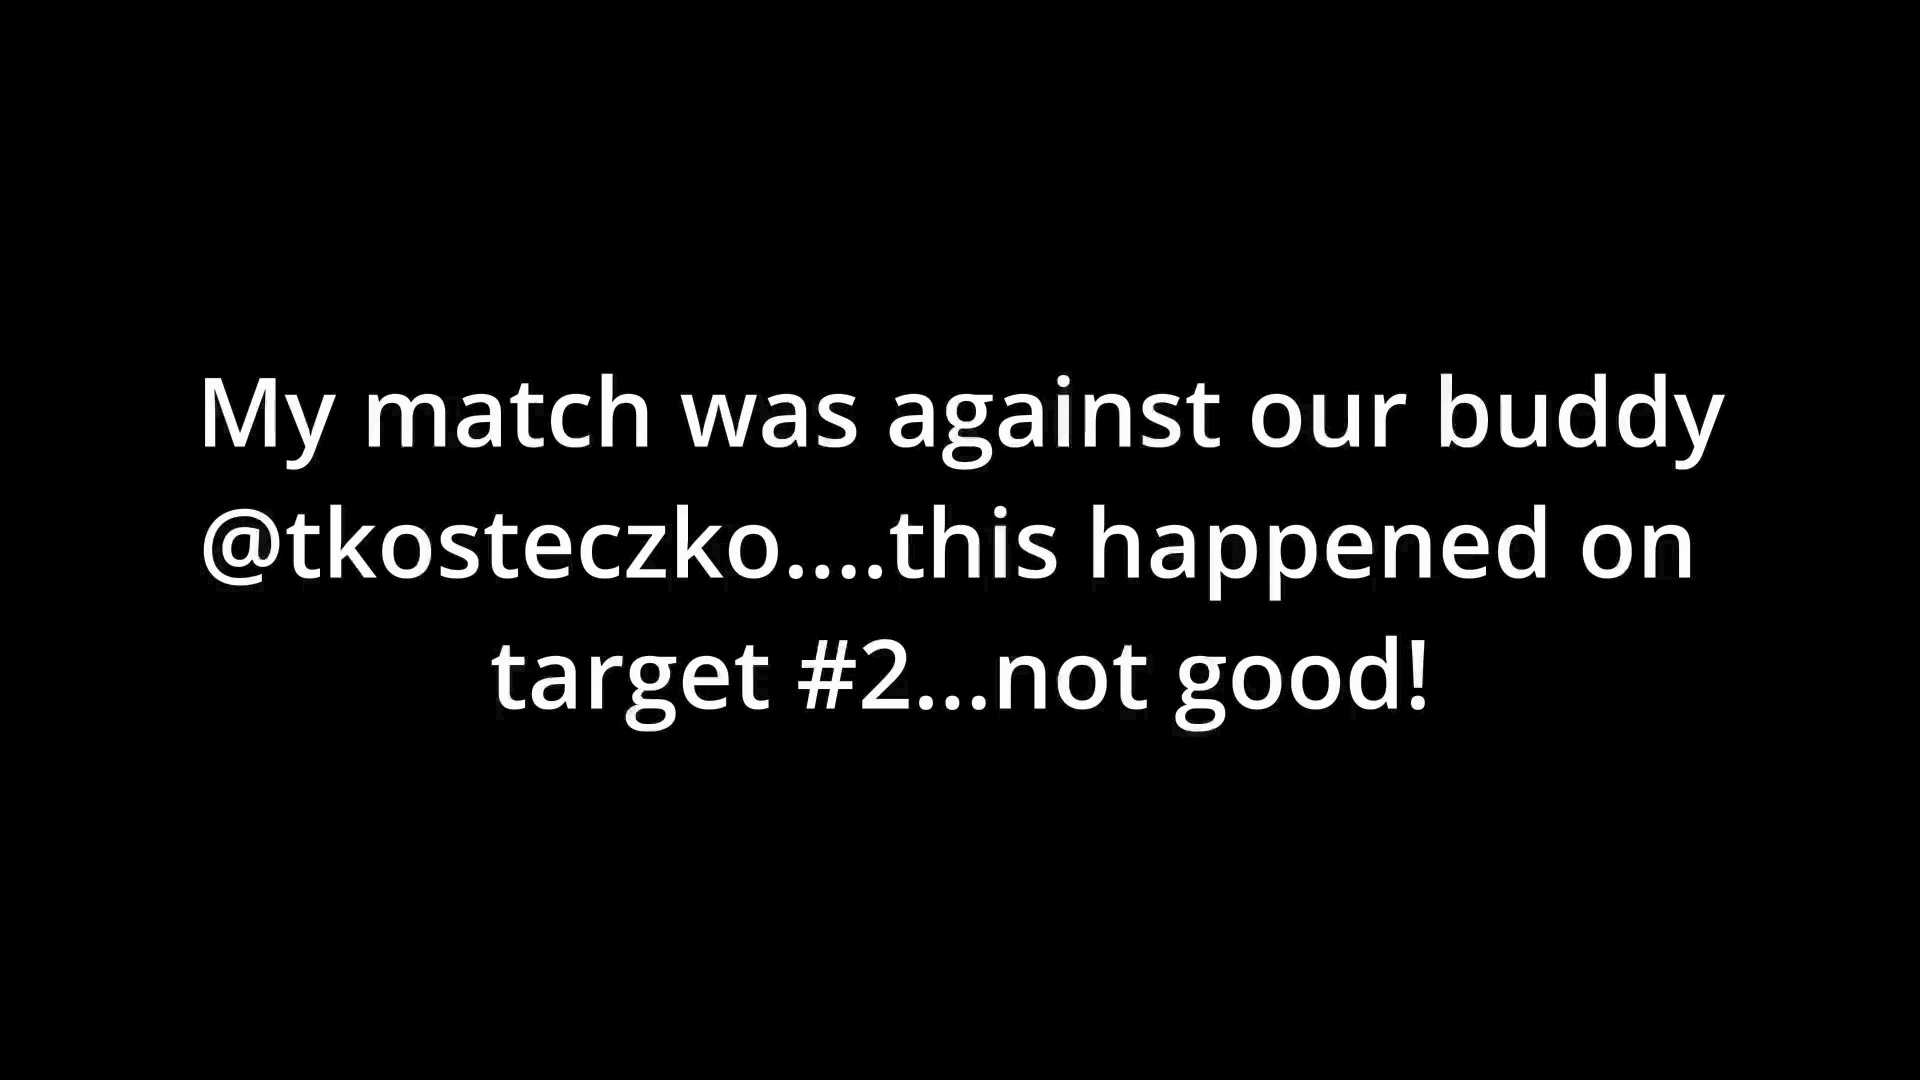 My match was against our buddy
@tkosteczko....this happened on
target #2...not good!